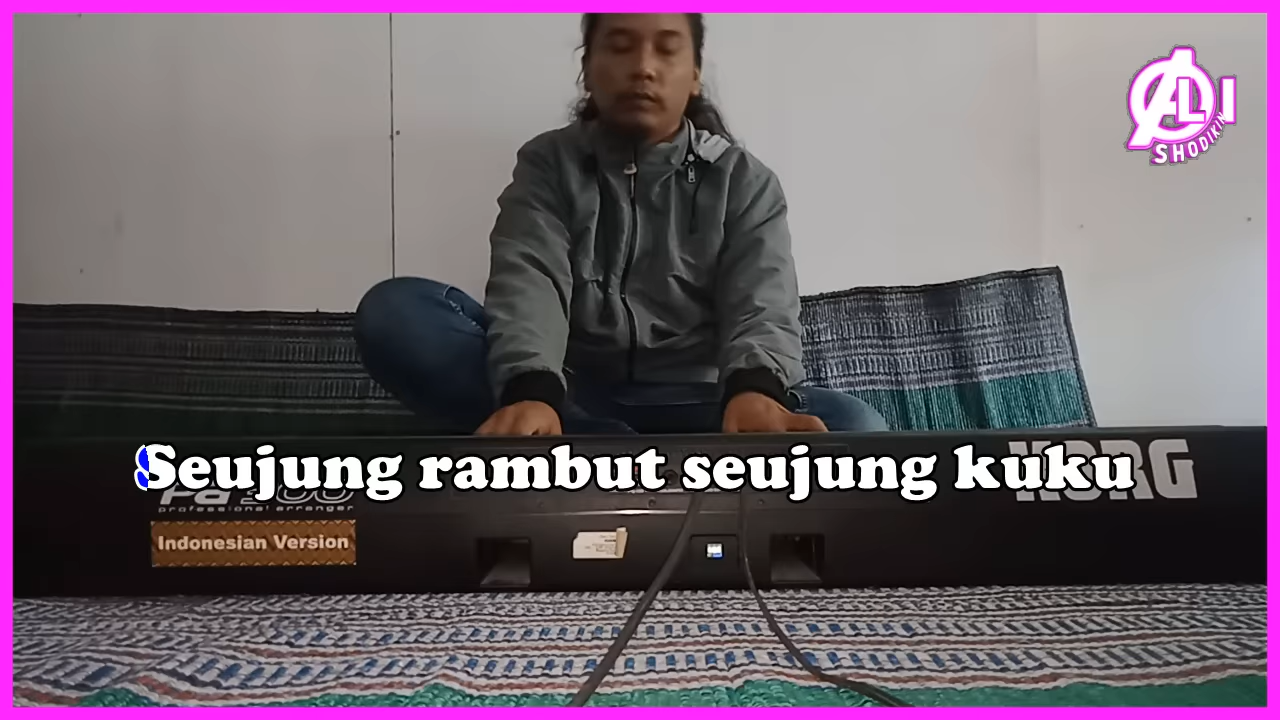 ALI
SHODIKIN
Seujung rambut seujung kuku
KORG
professional arranger
Indonesian Version